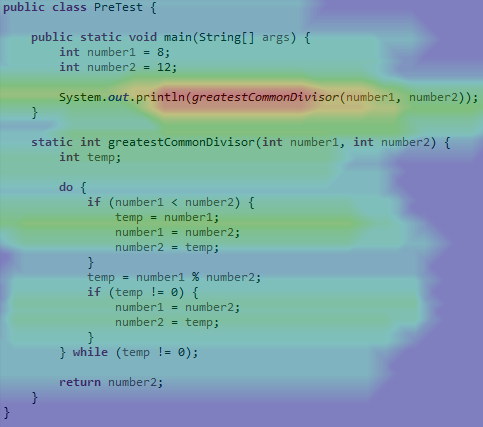 public class PreTest {
public static void main(String[] args) {
int number1 = 8;
int number2 = 12;
System.out.println(greatestCommonDivisor(number1, number2));
}
static int greatestCommonDivisor(int number1, int number2) {
int temp;
do {
if (number1 < number2) {
temp = number1;
number1 = number2;
number2 = temp;
}
temp = number1 % number2;
if (temp != 0) {
number1 = number2;
number2 = temp;
}
} while (temp != 0);
return number2;
}
}